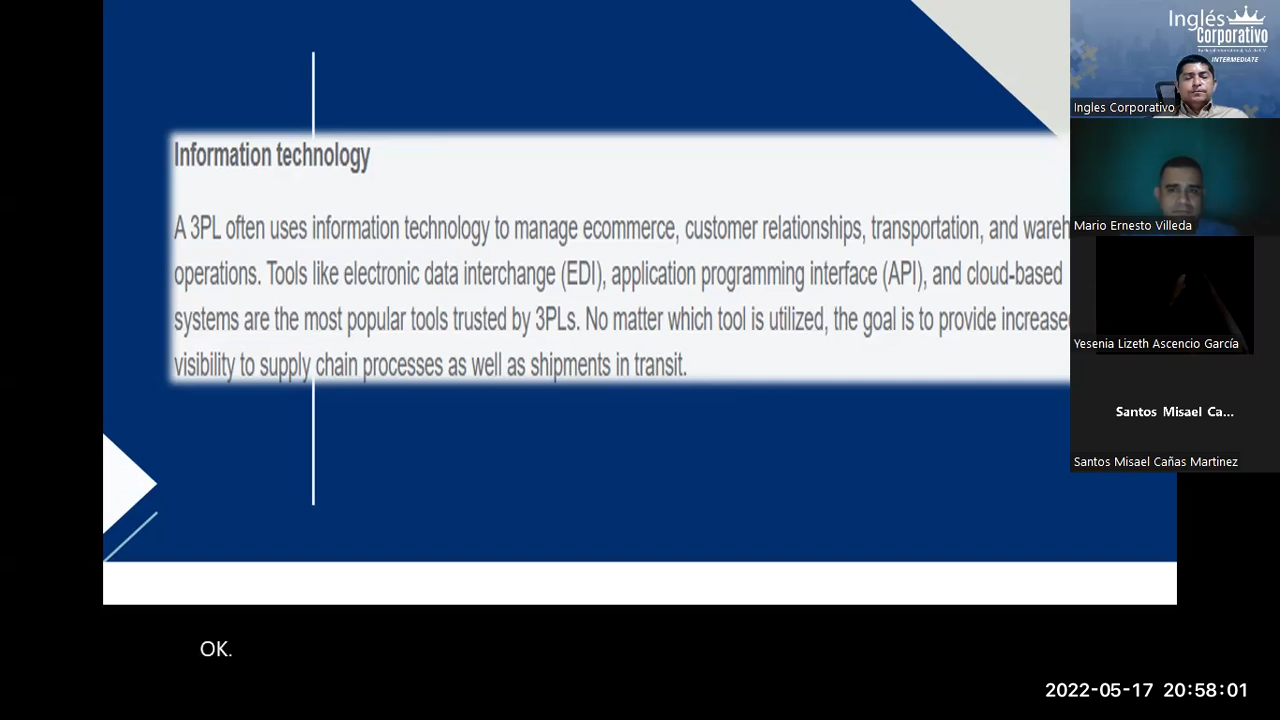 Information technology
A 3PL often uses information technology to manage ecommerce, customer relationships, transportation, and wareh
operations. Tools like electronic data interchange (EDI), application programming interface (API), and cloud-based
systems are the most popular tools trusted by 3PLs. No matter which tool is utilized, the goal is to provide increase
visibility to supply chain processes as well as shipments in transit.
Inglés
Corporativo
INTERMEDIATE
Ingles Corporativo
Mario Ernesto Villeda
Yesenia Lizeth Ascencio García
Santos Misael Ca...
Santos Misael Cañas Martinez
OK.
2022-05-17 20:58:01